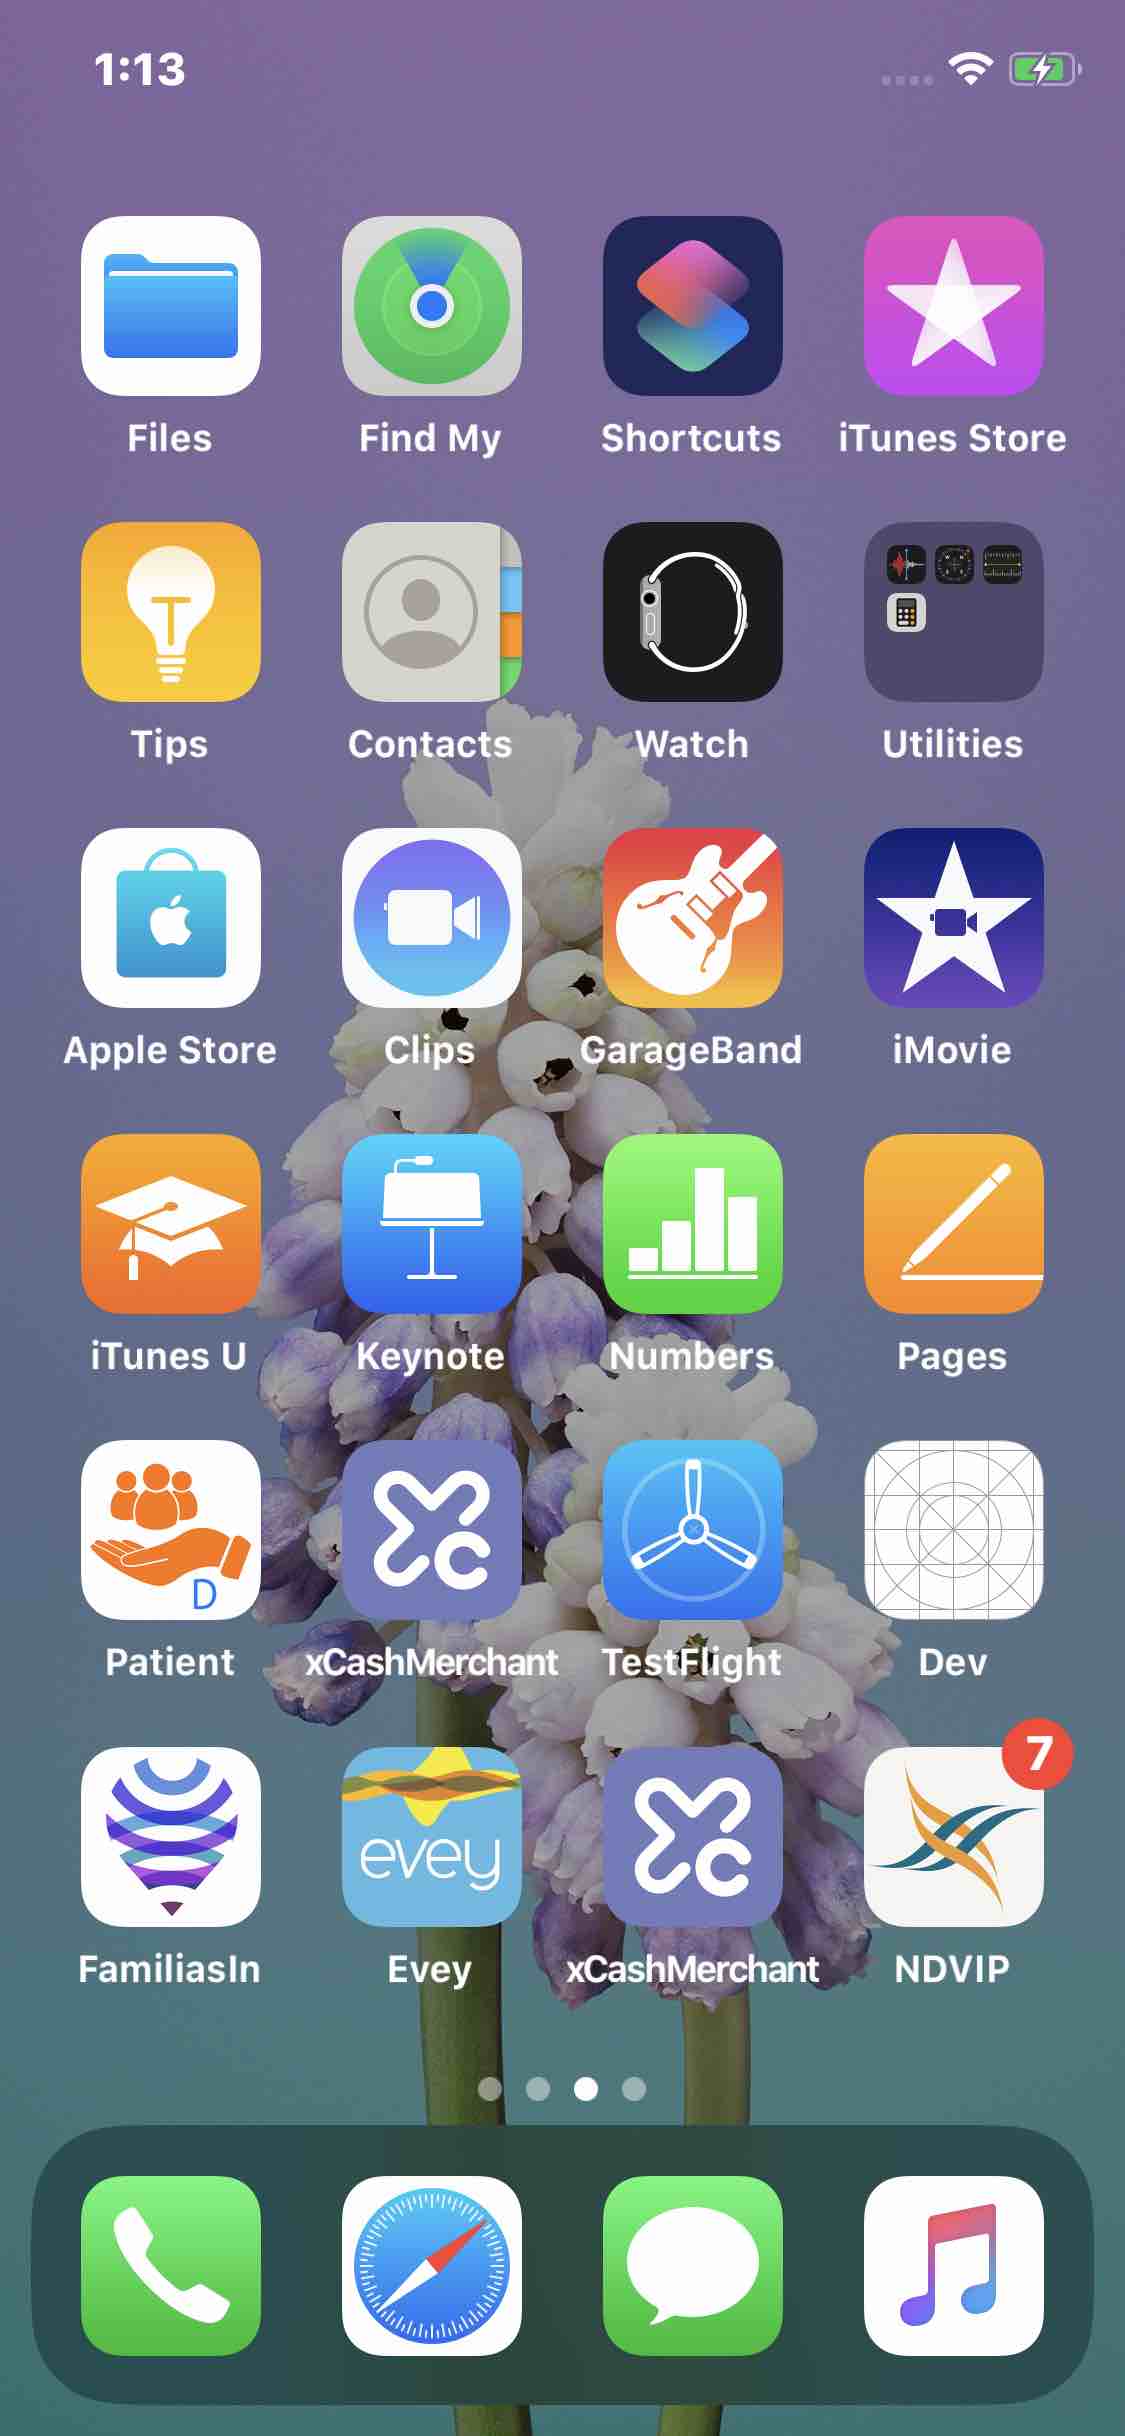 1:13
Files Find My Shortcuts iTunes Store
Tips Contacts Watch Utilities
Apple Store Clips GarageBand iMovie
iTunes U Keynote Numbers Pages
D
Patient xCashMerchant TestFlight Dev
7
evey
FamiliasIn Evey xCashMerchant NDVIP